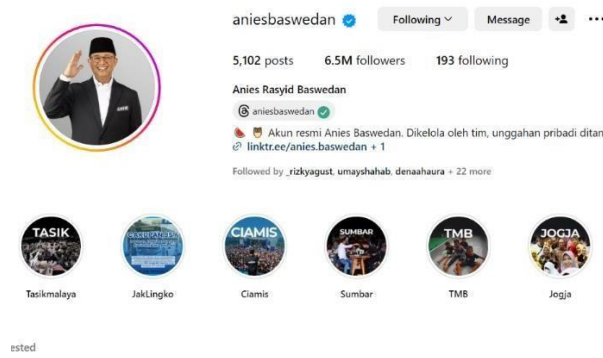 aniesbaswedan Following Message
5,102 posts 6.5M followers 193 following
Anies Rasyid Baswedan
aniesbaswedan
Akun resmi Anies Baswedan. Dikelola oleh tim, unggahan pribadi ditan
linktr.ee/anies.baswedan + 1
Followed by _rizkyagust, umayshahab, denaahaura + 22 more
TASIK CIAMIS SUMBAR TMB JOGJA
Tasikmalaya JakLingko Ciamis Sumbar TMB Jogja
ested